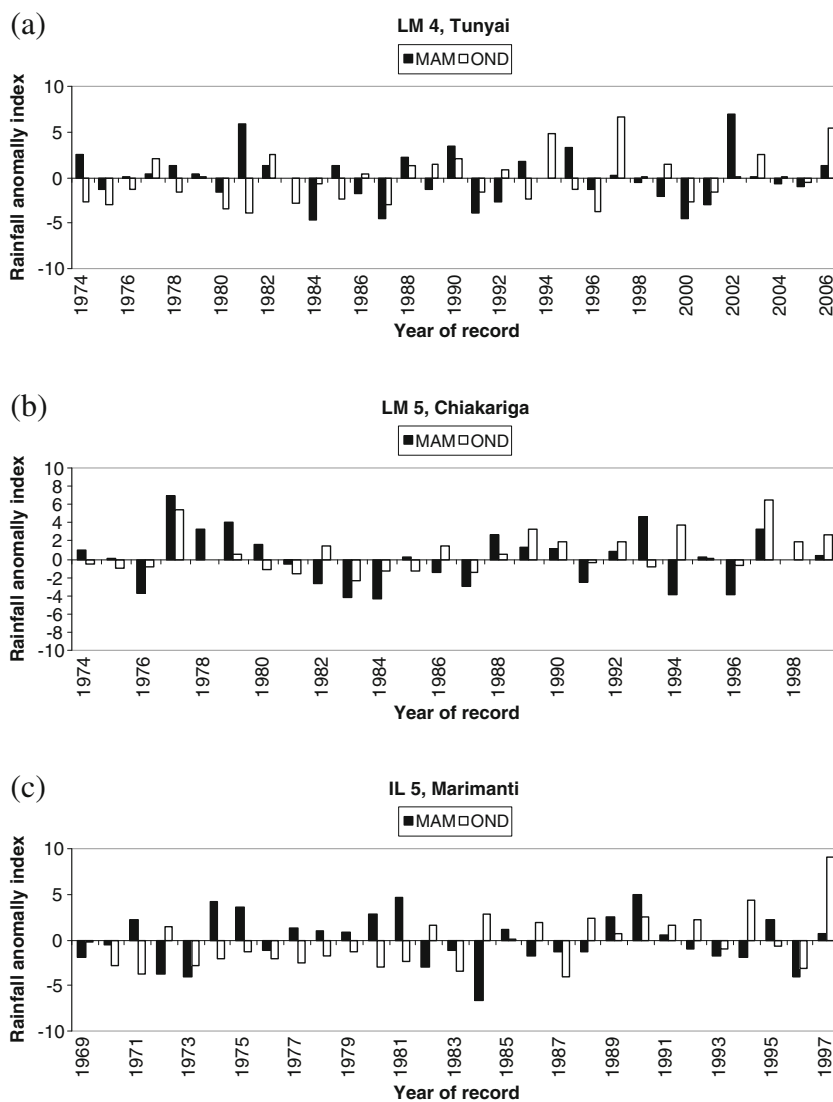 (a)
LM 4, Tunyai
MAM OND
Rainfall anomally index
10
5
0
-5
-10
1974 1976 1978 1980 1982 1984 1986 1988 1990 1992 1994 1996 1998 2000 2002 2004 2006
Year of record
(b)
LM 5, Chiakariga
MAM OND
Rainfall anomally index
10
8
6
4
2
0
-2
-4
-6
-8
-10
1974 1976 1978 1980 1982 1984 1986 1988 1990 1992 1994 1996 1998
Year of record
(c)
IL 5, Marimanti
MAM OND
Rainfall anomally index
10
5
0
-5
-10
1969 1971 1973 1975 1977 1979 1981 1983 1985 1987 1989 1991 1993 1995 1997
Year of record